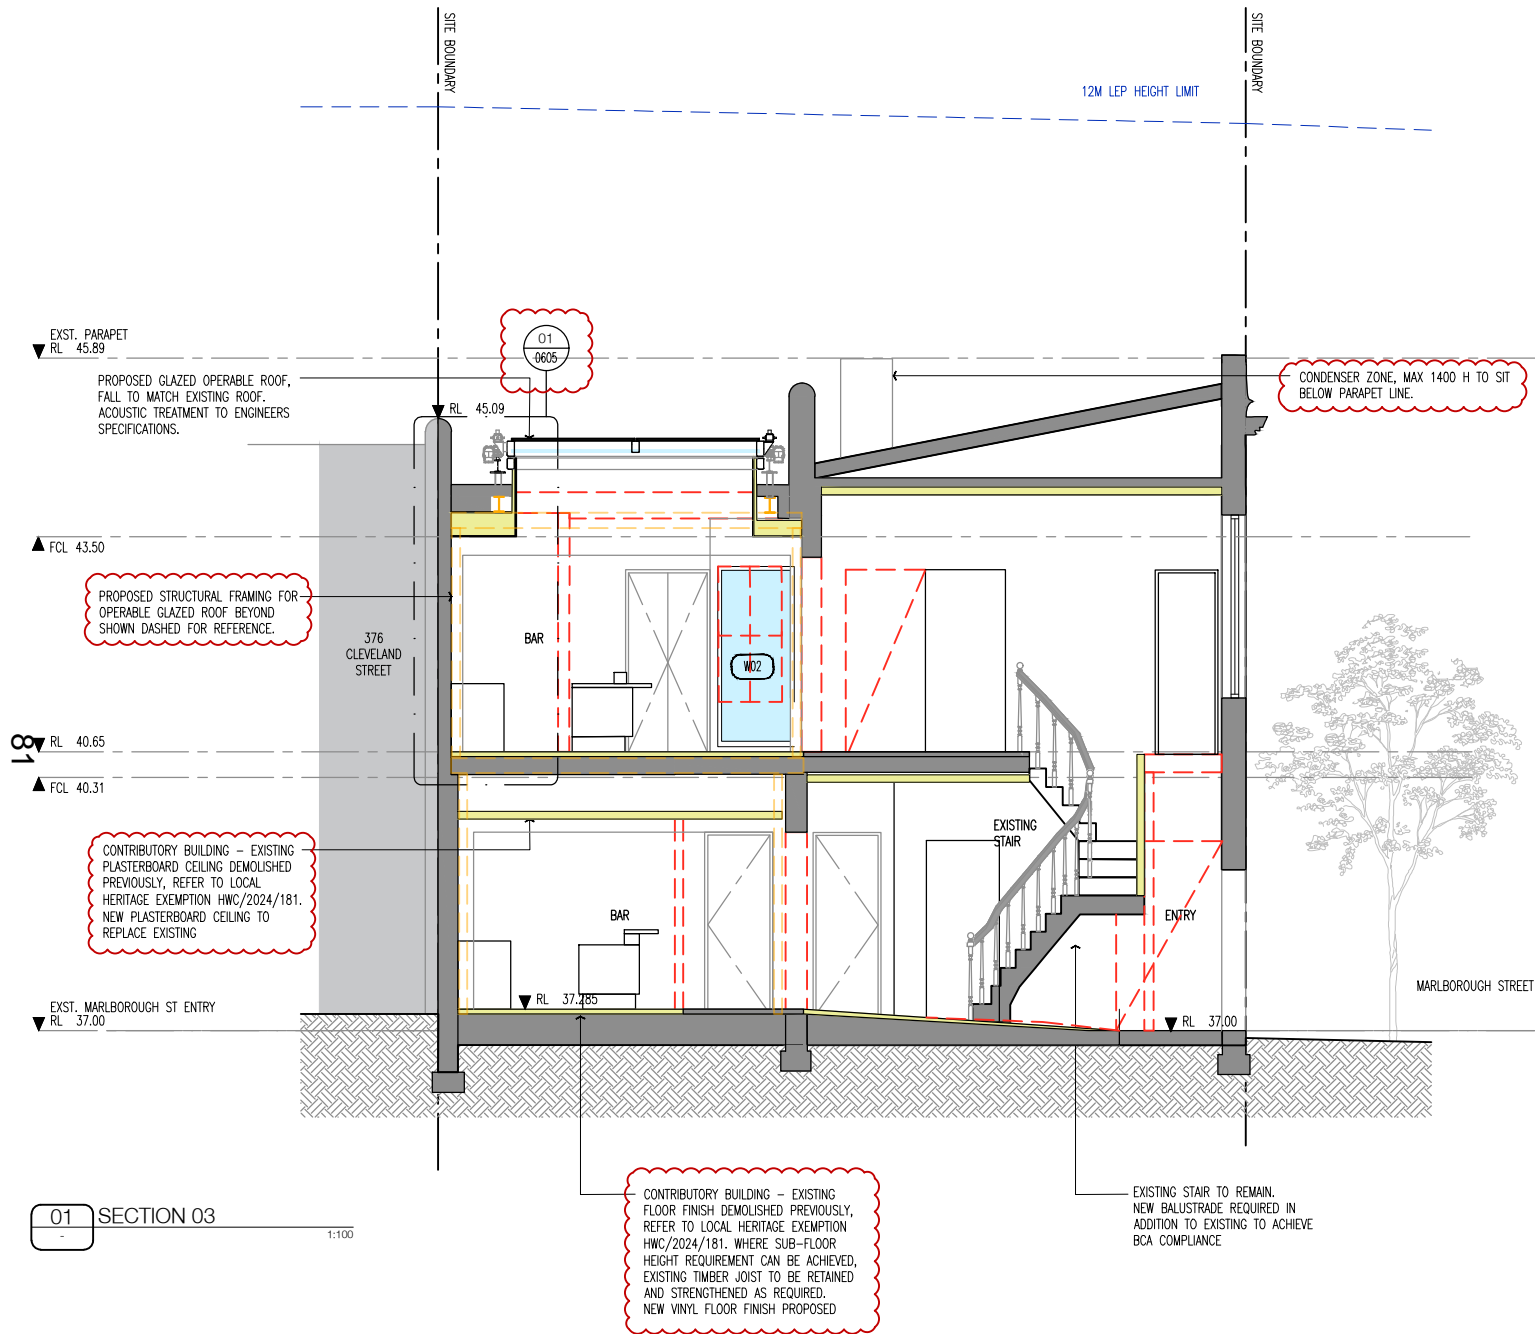 SITE BOUNDARY
SITE BOUNDARY
12M LEP HEIGHT LIMIT
EXST. PARAPET
RL 45.89
01
0605
PROPOSED GLAZED OPERABLE ROOF,
FALL TO MATCH EXISTING ROOF.
ACOUSTIC TREATMENT TO ENGINEERS
SPECIFICATIONS.
CONDENSER ZONE, MAX 1400 H TO SIT
BELOW PARAPET LINE.
RL 45.09
FCL 43.50
PROPOSED STRUCTURAL FRAMING FOR
OPERABLE GLAZED ROOF BEYOND
SHOWN DASHED FOR REFERENCE.
376
CLEVELAND
STREET
BAR
W02
81
RL 40.65
FCL 40.31
EXISTING
STAIR
CONTRIBUTORY BUILDING – EXISTING
PLASTERBOARD CEILING DEMOLISHED
PREVIOUSLY, REFER TO LOCAL
HERITAGE EXEMPTION HWC/2024/181.
NEW PLASTERBOARD CEILING TO
REPLACE EXISTING
BAR
ENTRY
MARLBOROUGH STREET
EXST. MARLBOROUGH ST ENTRY
RL 37.00
RL 37.285
RL 37.00
CONTRIBUTORY BUILDING – EXISTING
FLOOR FINISH DEMOLISHED PREVIOUSLY,
REFER TO LOCAL HERITAGE EXEMPTION
HWC/2024/181. WHERE SUB-FLOOR
HEIGHT REQUIREMENT CAN BE ACHIEVED,
EXISTING TIMBER JOIST TO BE RETAINED
AND STRENGTHENED AS REQUIRED.
NEW VINYL FLOOR FINISH PROPOSED
EXISTING STAIR TO REMAIN.
NEW BALUSTRADE REQUIRED IN
ADDITION TO EXISTING TO ACHIEVE
BCA COMPLIANCE
01
-
SECTION 03
1:100